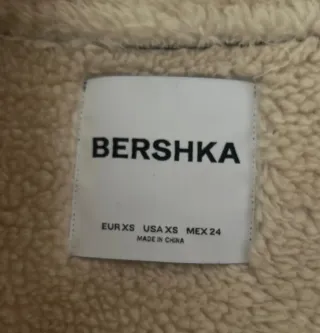 BERSHKA
EUR XS USA XS MEX 24
MADE IN CHINA